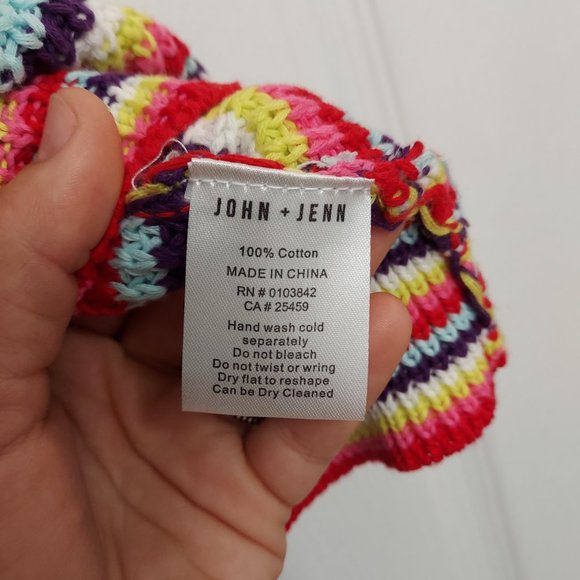 JOHN + JENN
100% Cotton
MADE IN CHINA
RN # 0103842
CA # 25459
Hand wash cold
separately
Do not bleach
Do not twist or wring
Dry flat to reshape
Can be Dry Cleaned